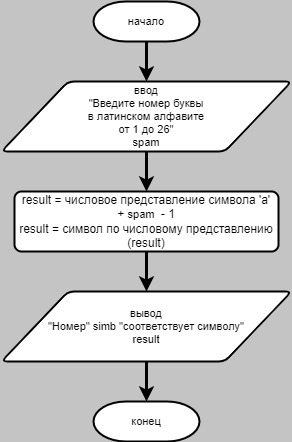 начало
ввод
"Введите номер буквы
в латинском алфавите
от 1 до 26"
spam
result = числовое представление символа 'a'
+ spam - 1
result = символ по числовому представлению
(result)
вывод
"Номер" simb "соответствует символу"
result
конец